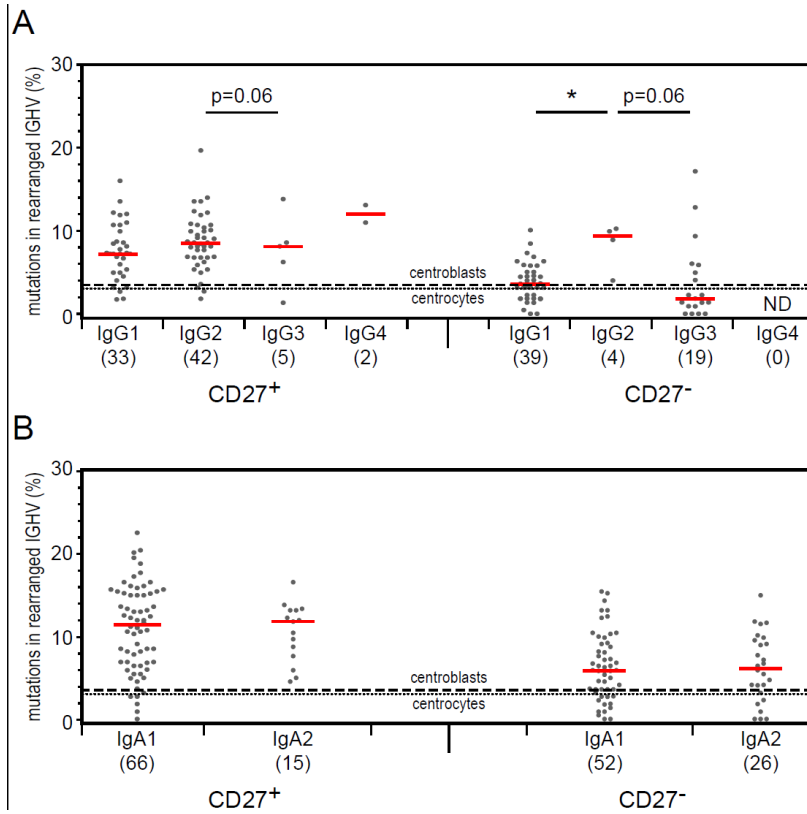 A
mutations in rearranged IGHV (%)
30
20
10
0
p=0.06
*
p=0.06
centroblasts
centrocytes
ND
IgG1 IgG2 IgG3 IgG4 IgG1 IgG2 IgG3 IgG4
(33) (42) (5) (2) (39) (4) (19) (0)
CD27+ CD27-
B
mutations in rearranged IGHV (%)
30
20
10
0
centroblasts
centrocytes
IgA1 IgA2 IgA1 IgA2
(66) (15) (52) (26)
CD27+ CD27-